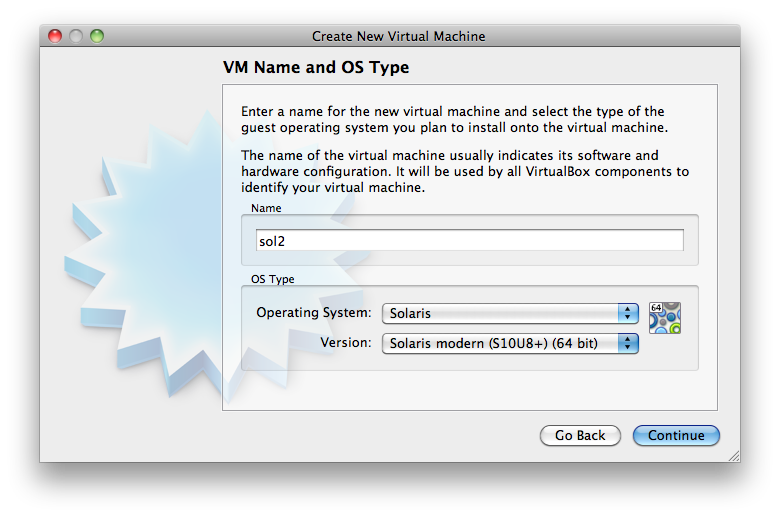 Create New Virtual Machine
VM Name and OS Type
Enter a name for the new virtual machine and select the type of the
guest operating system you plan to install onto the virtual machine.
The name of the virtual machine usually indicates its software and
hardware configuration. It will be used by all VirtualBox components to
identify your virtual machine.
Name
sol2
OS Type
Operating System: Solaris
64
Version: Solaris modern (S10U8+) (64 bit)
Go Back Continue